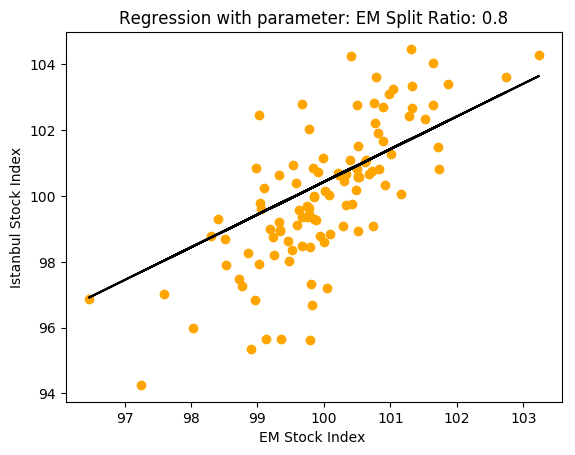 Regression with parameter: EM Split Ratio: 0.8
104
102
100
98
96
94
Istanbul Stock Index
97 98 99 100 101 102 103
EM Stock Index